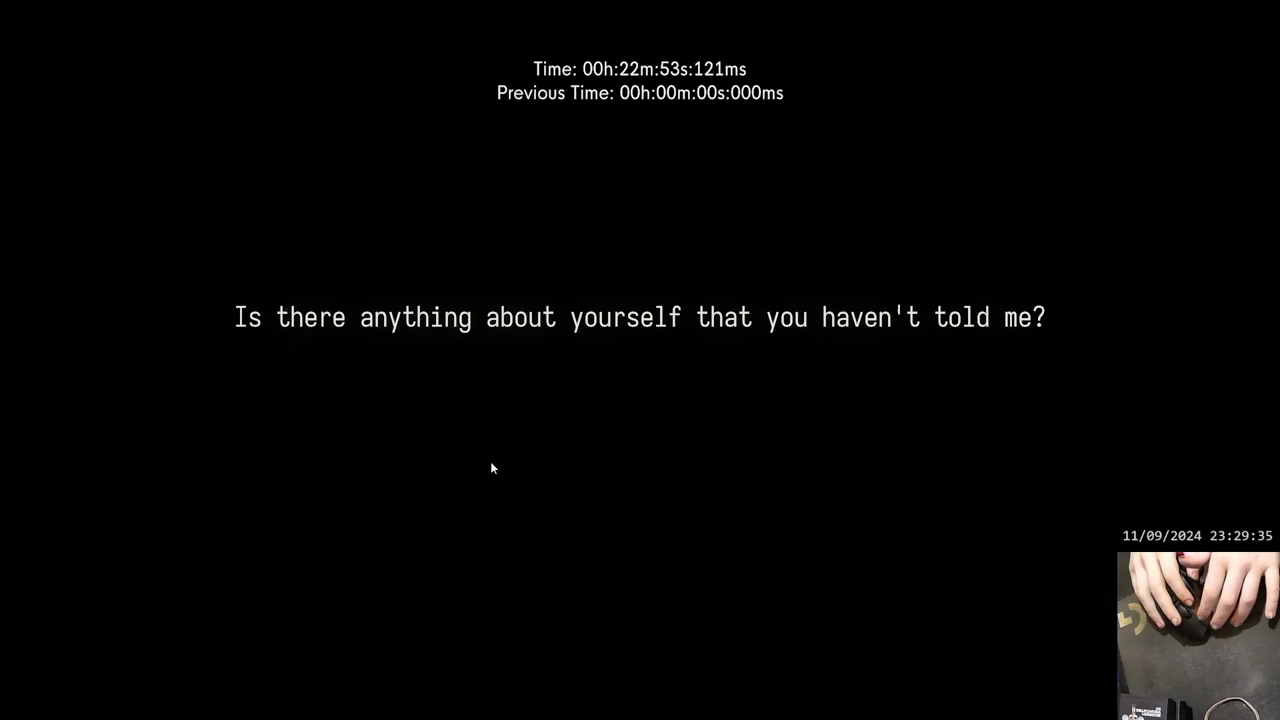 Time: 00h:22m:53s:121ms
Previous Time: 00h:00m:00s:000ms
Is there anything about yourself that you haven't told me?
11/09/2024 23:29:35